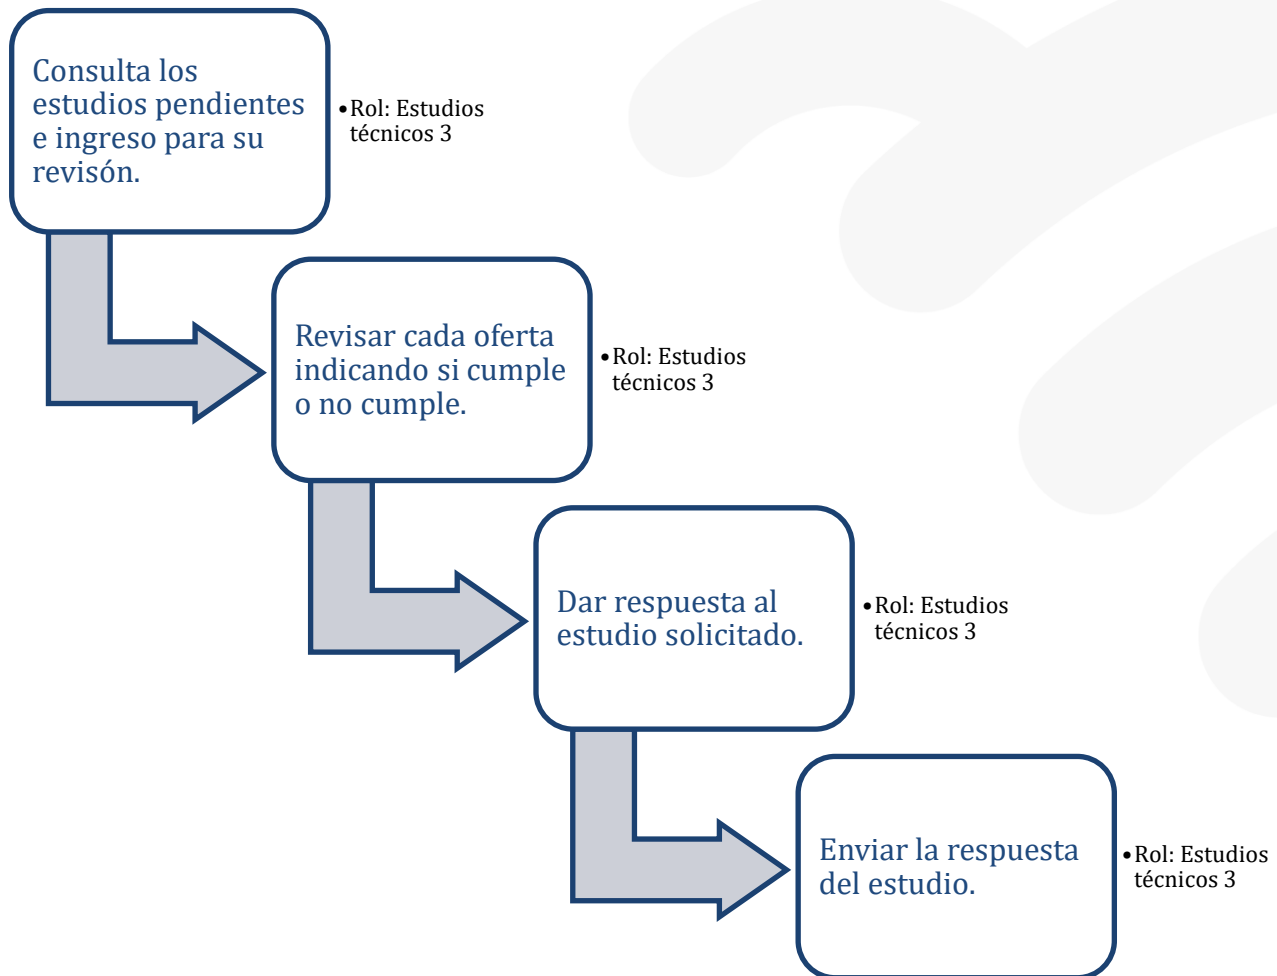 Consulta los
estudios pendientes
e ingreso para su
revisón.
•Rol: Estudios
técnicos 3
Revisar cada oferta
indicando si cumple
o no cumple.
•Rol: Estudios
técnicos 3
Dar respuesta al
estudio solicitado.
•Rol: Estudios
técnicos 3
Enviar la respuesta
del estudio.
•Rol: Estudios
técnicos 3